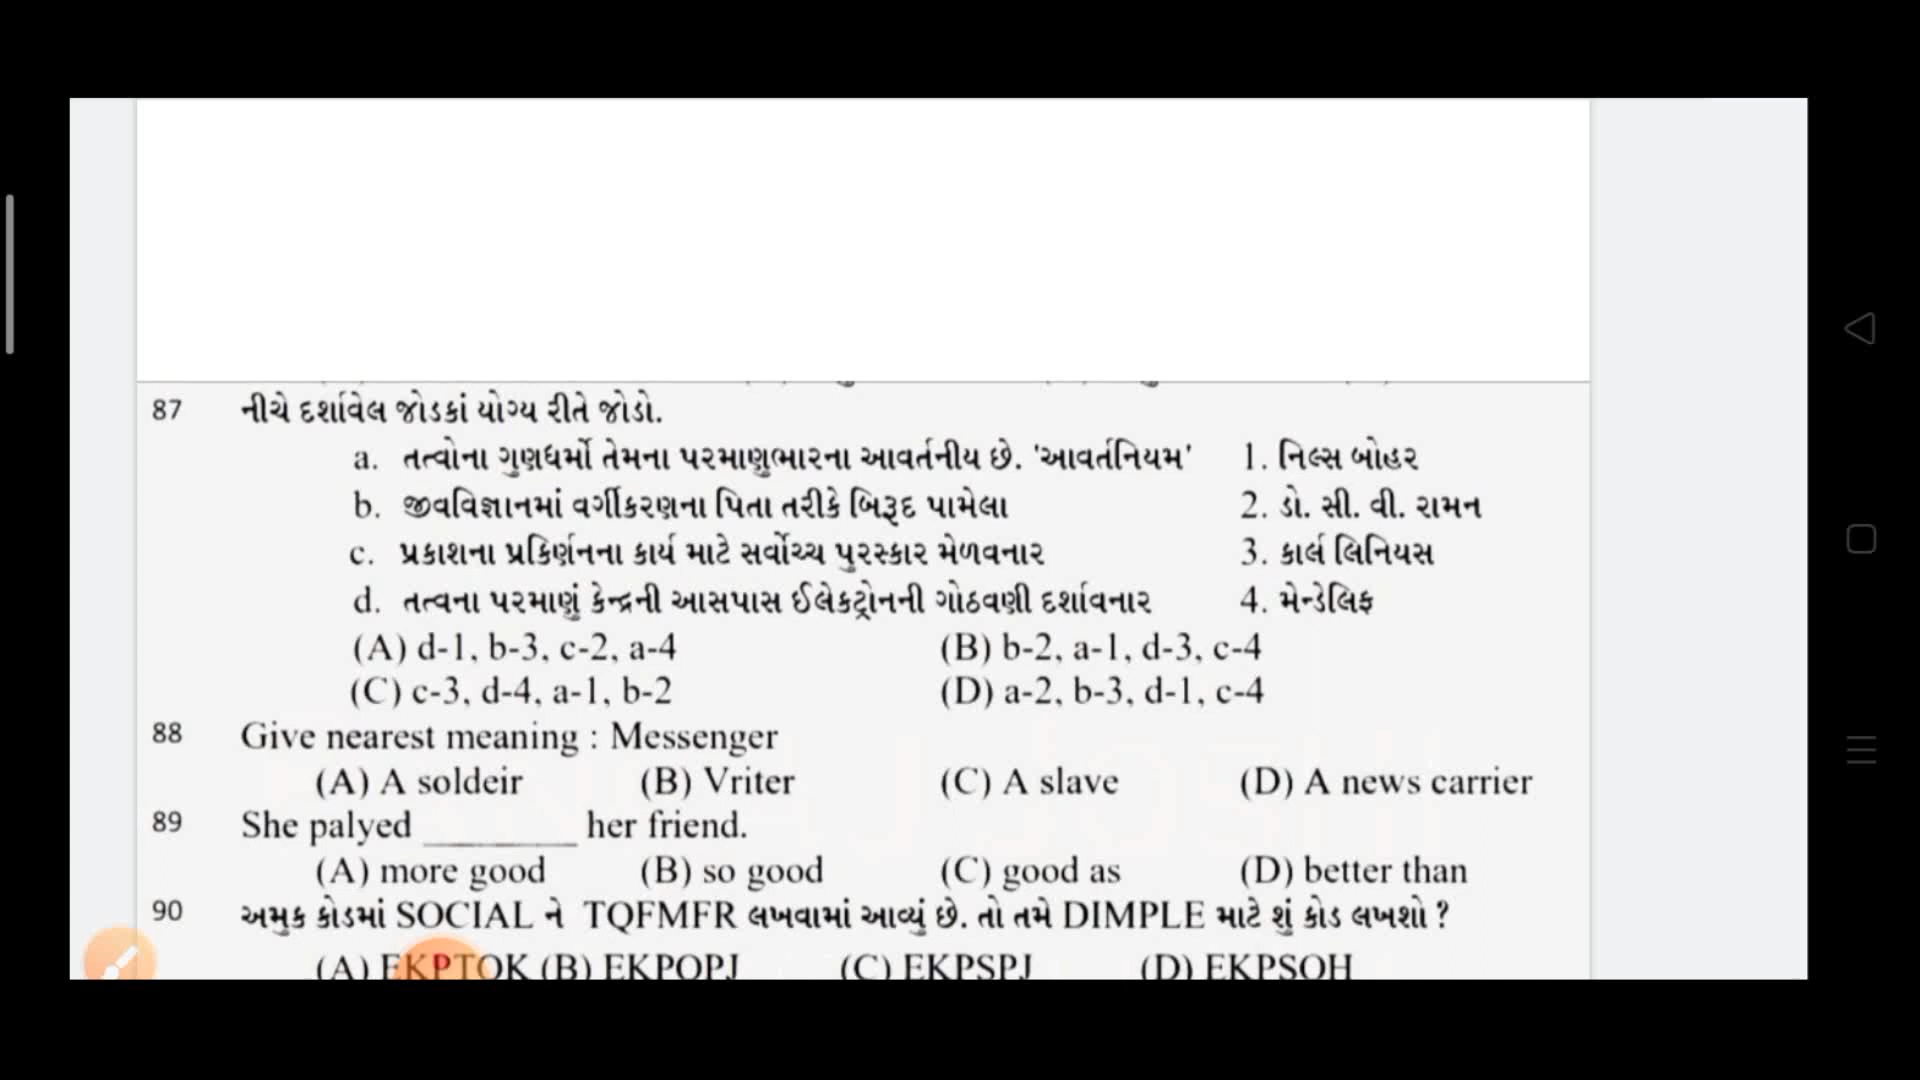 87 નીચે દર્શાવેલ જોડકાં યોગ્ય રીતે જોડો.
a. તત્વોના ગુણધર્મો તેમના પરમાણુભારના આવર્તનીય છે. 'આવર્તનિયમ' 1. નિલ્સ બોહર
b. જીવવિજ્ઞાનમાં વર્ગીકરણના પિતા તરીકે બિરૂદ પામેલા 2. ડો. સી. વી. રામન
c. પ્રકાશના પ્રકિર્ણનના કાર્ય માટે સર્વોચ્ચ પુરસ્કાર મેળવનાર 3. કાર્લ લિનિયસ
d. તત્વના પરમાણું કેન્દ્રની આસપાસ ઈલેકટ્રોનની ગોઠવણી દર્શાવનાર 4. મેન્ડેલિફ
(A) d-1, b-3, c-2, a-4 (B) b-2, a-1, d-3, c-4
(C) c-3, d-4, a-1, b-2 (D) a-2, b-3, d-1, c-4
88 Give nearest meaning : Messenger
(A) A soldeir (B) Vriter (C) A slave (D) A news carrier
89 She palyed ________ her friend.
(A) more good (B) so good (C) good as (D) better than
90 અમુક કોડમાં SOCIAL ને TQFMFR લખવામાં આવ્યું છે. તો તમે DIMPLE માટે શું કોડ લખશો ?
(A) EKPTOK (B) EKPQPJ (C) EKPSPJ (D) EKPSOH